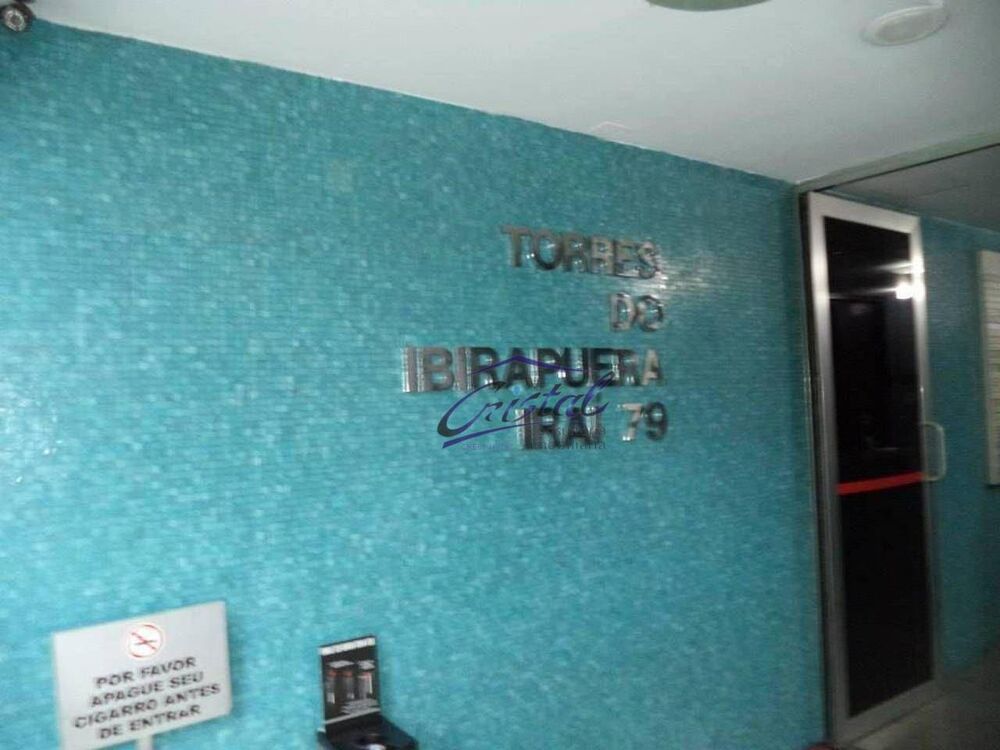 TORRES
DO
IBIRAPUERA
IRAÍ 79
Cristal
POR FAVOR
APAGUE SEU
CIGARRO ANTES
DE ENTRAR